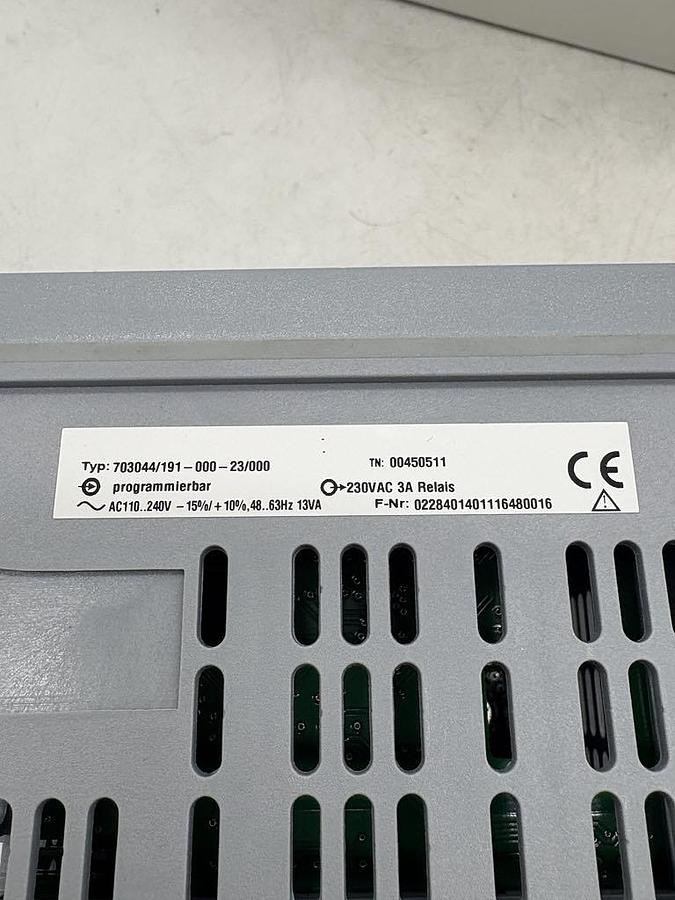 Typ: 703044/191-000-23/000 TN: 00450511
programmierbar 230VAC 3A Relais
AC110..240V -15%/+10%,48..63Hz 13VA F-Nr: 0228401401116480016
CE